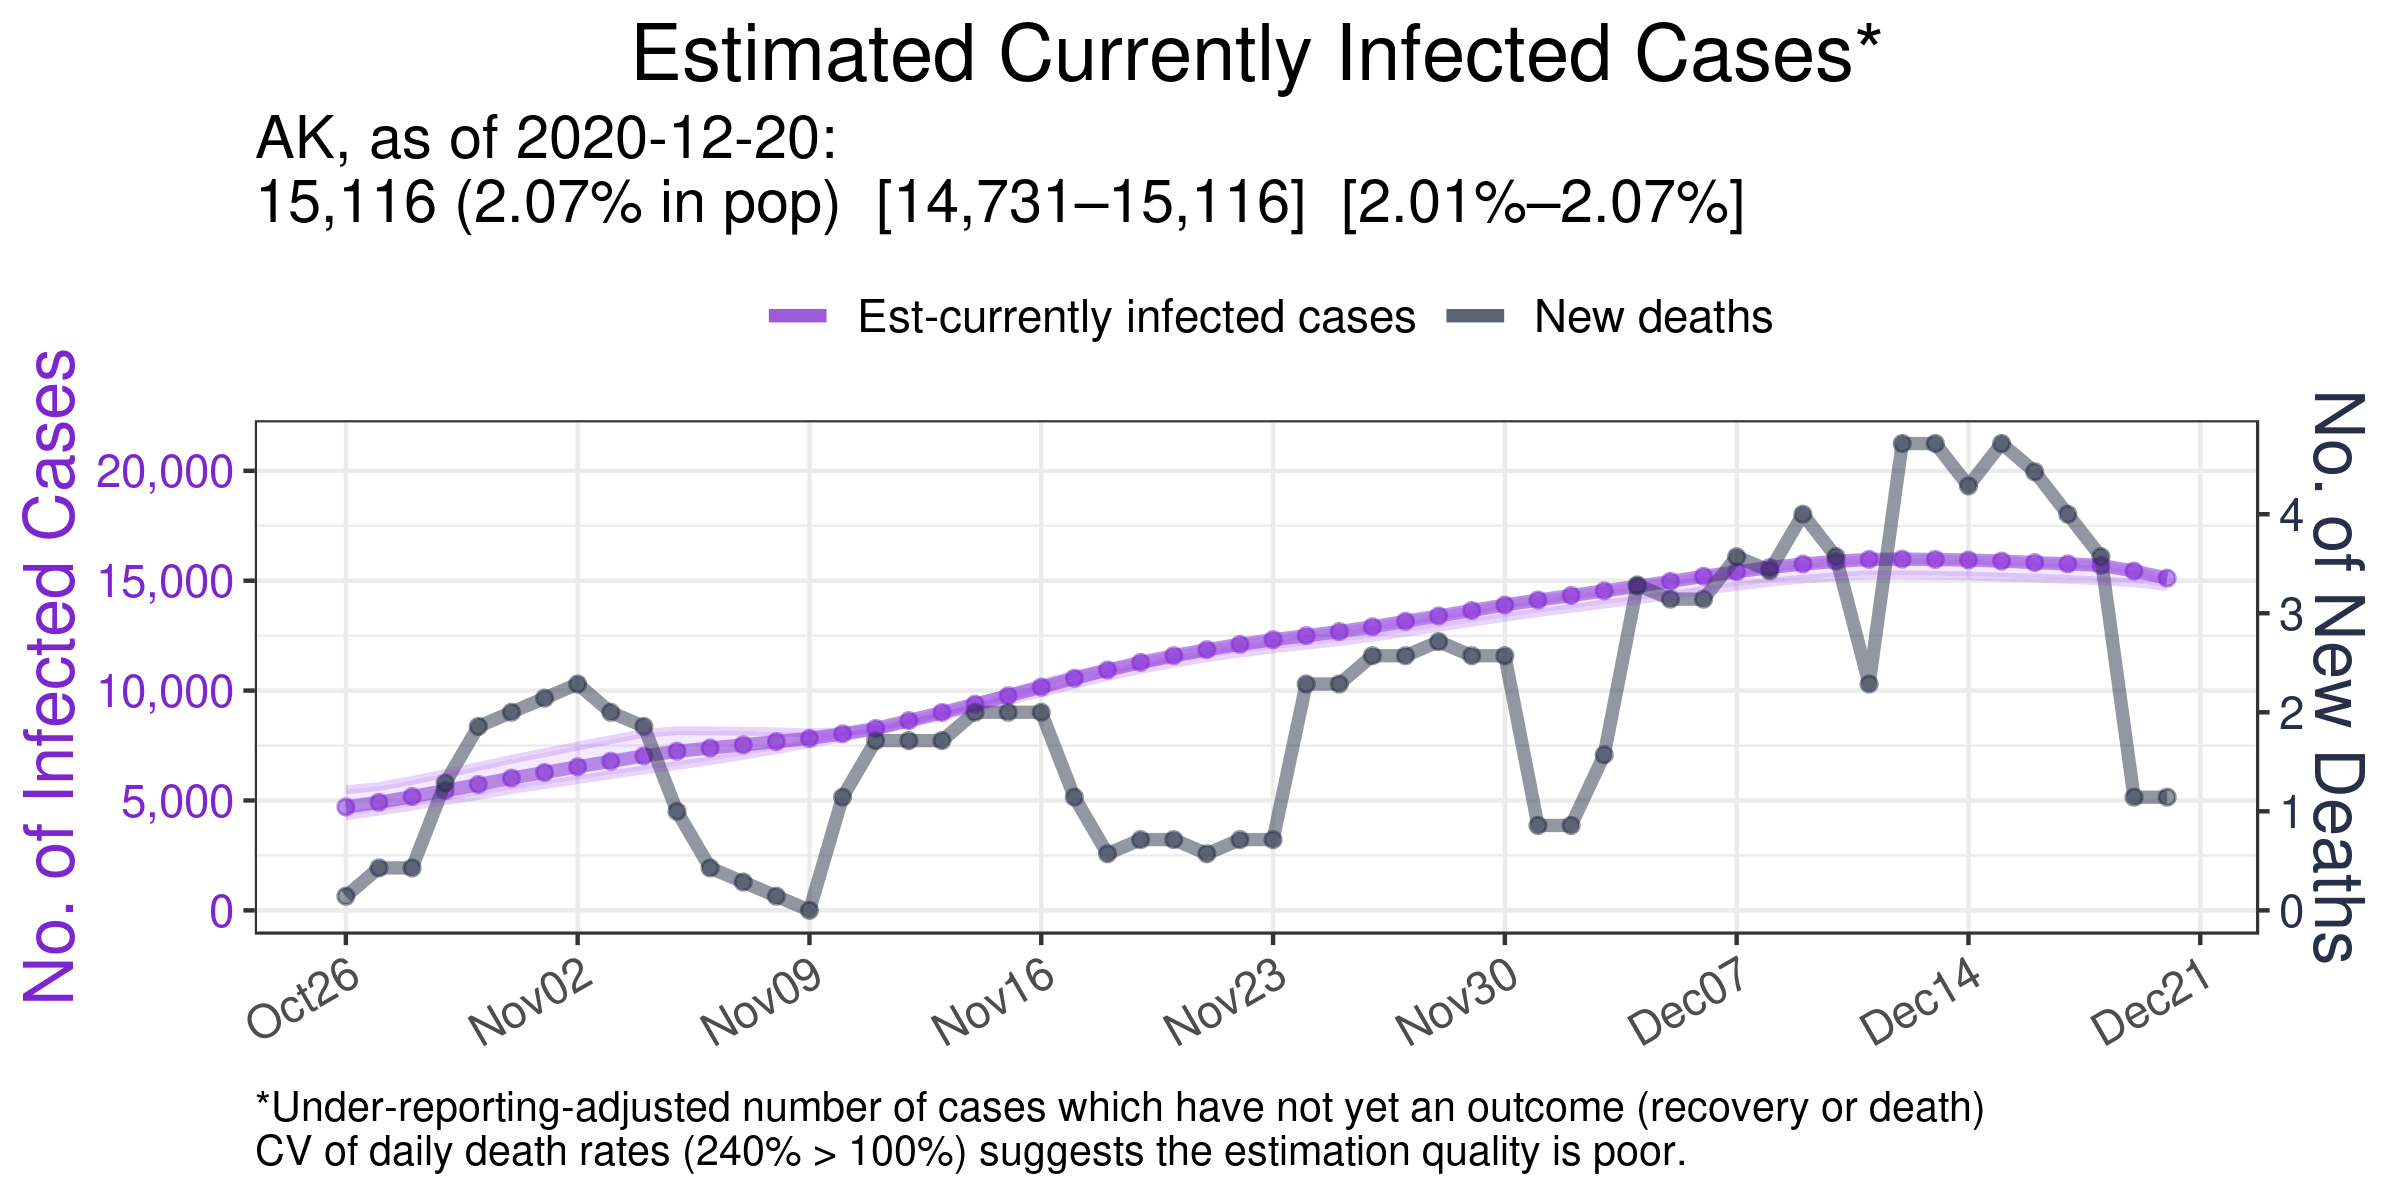 Estimated Currently Infected Cases*
AK, as of 2020-12-20:
15,116 (2.07% in pop)  [14,731–15,116]  [2.01%–2.07%]
Est-currently infected cases
New deaths
No. of Infected Cases
20,000
15,000
10,000
5,000
0
4
3
2
1
0
No. of New Deaths
Oct26
Nov02
Nov09
Nov16
Nov23
Nov30
Dec07
Dec14
Dec21
*Under-reporting-adjusted number of cases which have not yet an outcome (recovery or death)
CV of daily death rates (240% > 100%) suggests the estimation quality is poor.